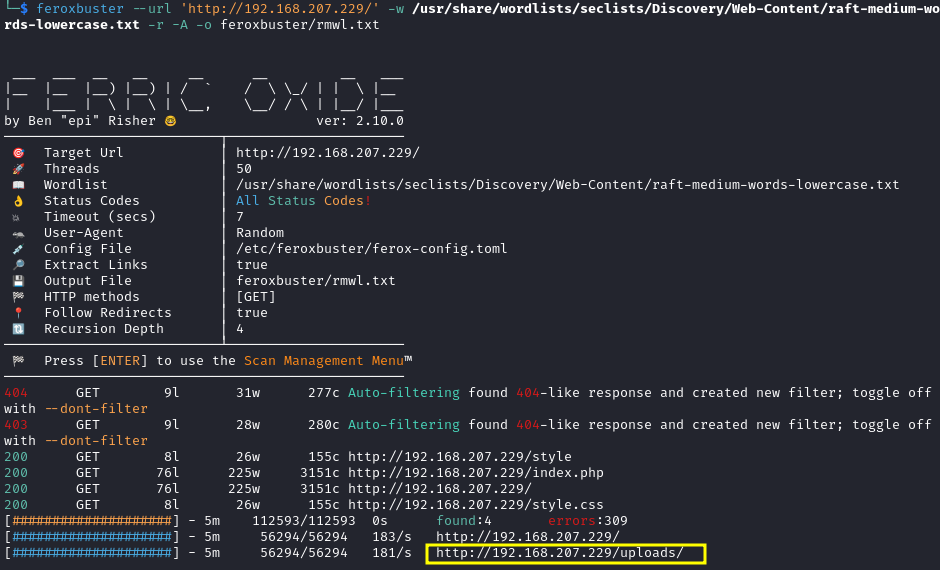 └─$ feroxbuster --url 'http://192.168.207.229/' -w /usr/share/wordlists/seclists/Discovery/Web-Content/raft-medium-wo
rds-lowercase.txt -r -A -o feroxbuster/rmwl.txt
FERRIC OXIDE
by Ben "epi" Risher 🤓 ver: 2.10.0
🎯 Target Url │ http://192.168.207.229/
🚀 Threads │ 50
📖 Wordlist │ /usr/share/wordlists/seclists/Discovery/Web-Content/raft-medium-words-lowercase.txt
👌 Status Codes │ All Status Codes!
💥 Timeout (secs) │ 7
🦡 User-Agent │ Random
💉 Config File │ /etc/feroxbuster/ferox-config.toml
🔎 Extract Links │ true
💾 Output File │ feroxbuster/rmwl.txt
🏁 HTTP methods │ [GET]
📍 Follow Redirects │ true
🔃 Recursion Depth │ 4
🏁 Press [ENTER] to use the Scan Management Menu™
404 GET 9l 31w 277c Auto-filtering found 404-like response and created new filter; toggle off
with --dont-filter
403 GET 9l 28w 280c Auto-filtering found 404-like response and created new filter; toggle off
with --dont-filter
200 GET 8l 26w 155c http://192.168.207.229/style
200 GET 76l 225w 3151c http://192.168.207.229/index.php
200 GET 76l 225w 3151c http://192.168.207.229/
200 GET 8l 26w 155c http://192.168.207.229/style.css
[####################] - 5m 112593/112593 0s found:4 errors:309
[####################] - 5m 56294/56294 183/s http://192.168.207.229/
[####################] - 5m 56294/56294 181/s http://192.168.207.229/uploads/